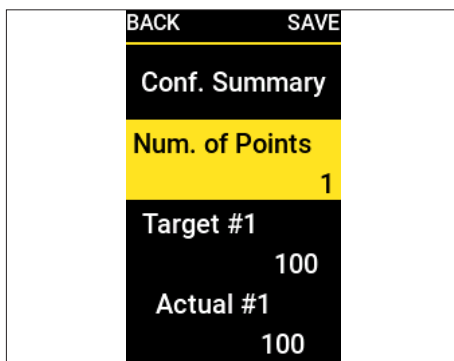 BACK SAVE
Conf. Summary
Num. of Points
1
Target #1
100
Actual #1
100